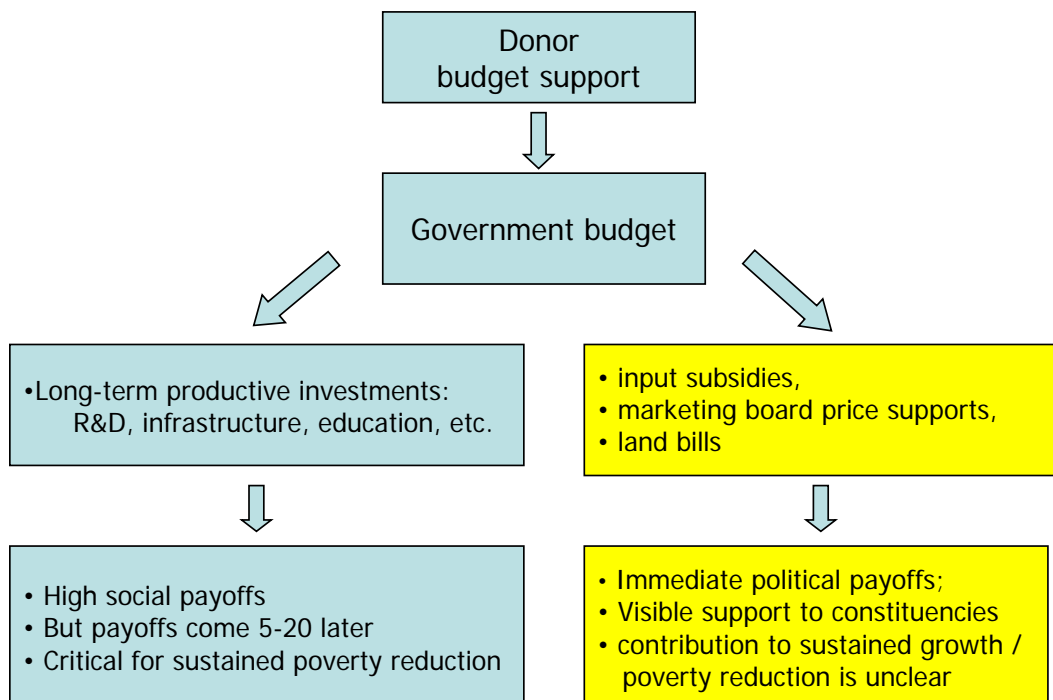 Donor
budget support
Government budget
•Long-term productive investments:
R&D, infrastructure, education, etc.
• input subsidies,
• marketing board price supports,
• land bills
• High social payoffs
• But payoffs come 5-20 later
• Critical for sustained poverty reduction
• Immediate political payoffs;
• Visible support to constituencies
• contribution to sustained growth /
poverty reduction is unclear